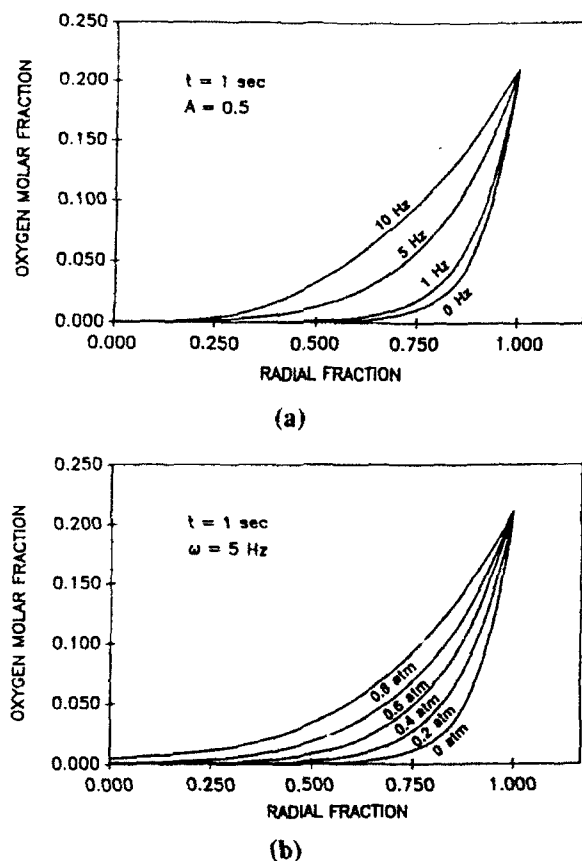 0.250
0.200
0.150
0.100
0.050
0.000
OXYGEN MOLAR FRACTION
t = 1 sec
A = 0.5
10 Hz
5 Hz
1 Hz
0 Hz
0.000 0.250 0.500 0.750 1.000
RADIAL FRACTION
(a)
0.250
0.200
0.150
0.100
0.050
0.000
OXYGEN MOLAR FRACTION
t = 1 sec
ω = 5 Hz
0.8 atm
0.6 atm
0.4 atm
0.2 atm
0 atm
0.000 0.250 0.500 0.750 1.000
RADIAL FRACTION
(b)